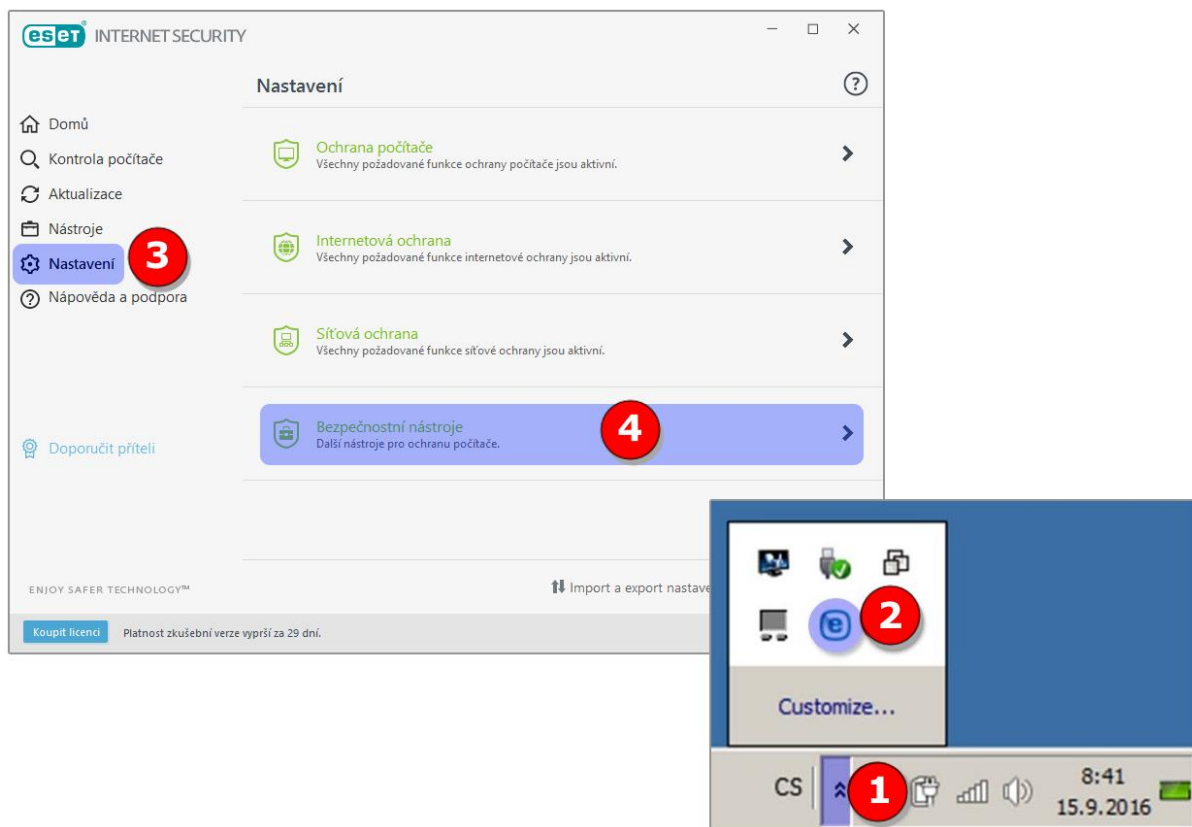 eset INTERNET SECURITY
Nastavení
Domů
Kontrola počítače
Aktualizace
Nástroje
Nastavení
3
Nápověda a podpora
Doporučit příteli
Ochrana počítače
Všechny požadované funkce ochrany počítače jsou aktivní.
Internetová ochrana
Všechny požadované funkce internetové ochrany jsou aktivní.
Síťová ochrana
Všechny požadované funkce síťové ochrany jsou aktivní.
Bezpečnostní nástroje
Další nástroje pro ochranu počítače.
4
ENJOY SAFER TECHNOLOGY™
Import a export nastave
Koupit licenci Platnost zkušební verze vyprší za 29 dní.
e
2
Customize...
CS
1
8:41
15.9.2016